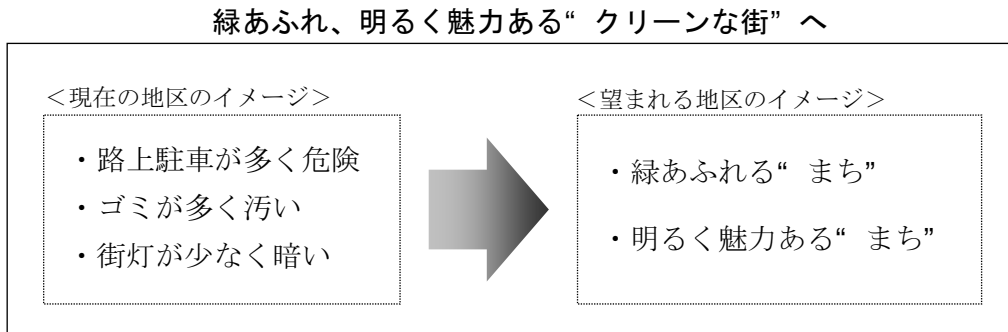 緑あふれ、明るく魅力ある“ クリーンな街” へ
＜現在の地区のイメージ＞
・路上駐車が多く危険
・ゴミが多く汚い
・街灯が少なく暗い
＜望まれる地区のイメージ＞
・緑あふれる“ まち”
・明るく魅力ある“ まち”